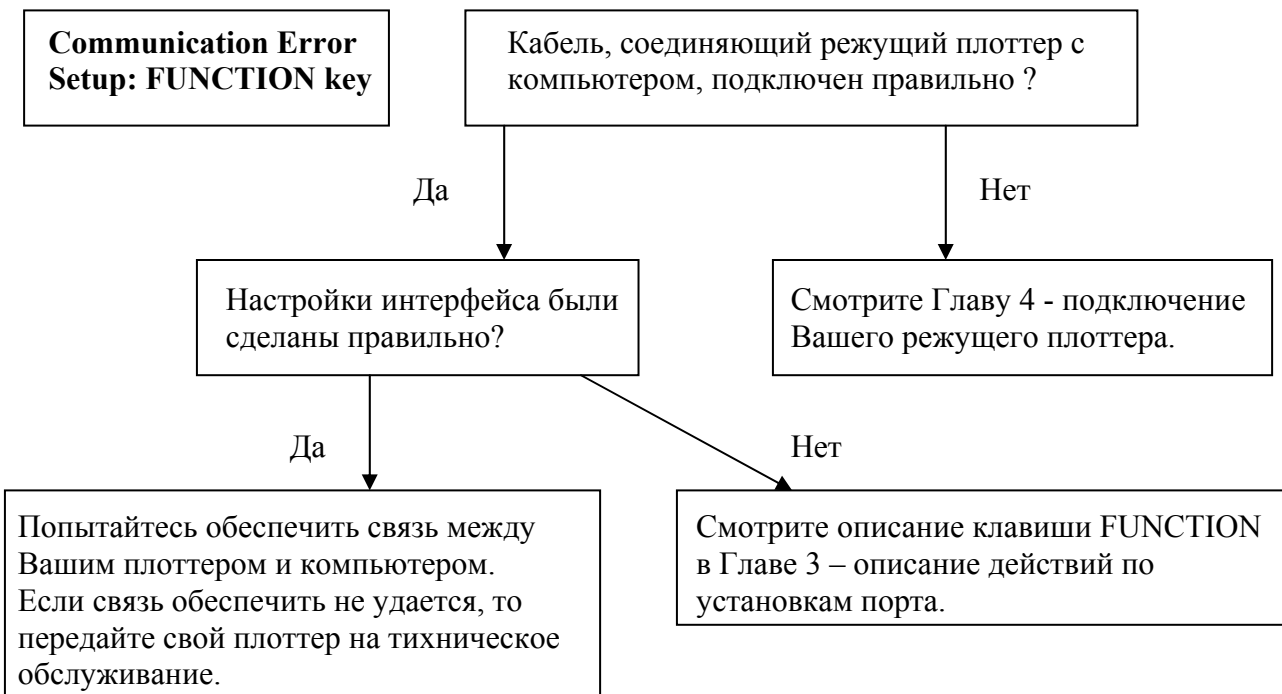 Communication Error
Setup: FUNCTION key
Кабель, соединяющий режущий плоттер с
компьютером, подключен правильно ?
Да
Нет
Настройки интерфейса были
сделаны правильно?
Смотрите Главу 4 - подключение
Вашего режущего плоттера.
Да
Нет
Попытайтесь обеспечить связь между
Вашим плоттером и компьютером.
Если связь обеспечить не удается, то
передайте свой плоттер на тихническое
обслуживание.
Смотрите описание клавиши FUNCTION
в Главе 3 – описание действий по
установкам порта.